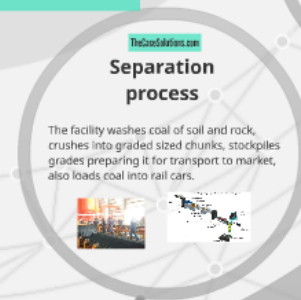 TheCaseSolutions.com
Separation
process
The facility washes coal of soil and rock,
crushes into graded sized chunks, stockpiles
grades preparing it for transport to market,
also loads coal into rail cars.